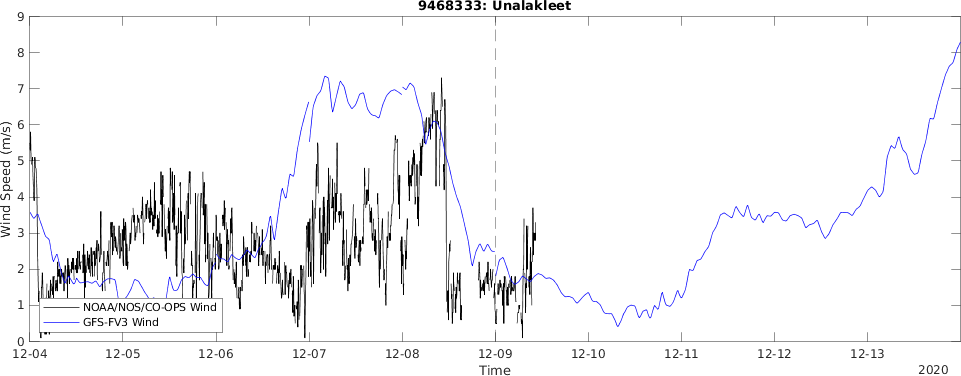 9468333: Unalakleet
9
8
7
6
5
4
3
2
1
0
Wind Speed (m/s)
NOAA/NOS/CO-OPS Wind
GFS-FV3 Wind
12-04 12-05 12-06 12-07 12-08 12-09 12-10 12-11 12-12 12-13
Time
2020